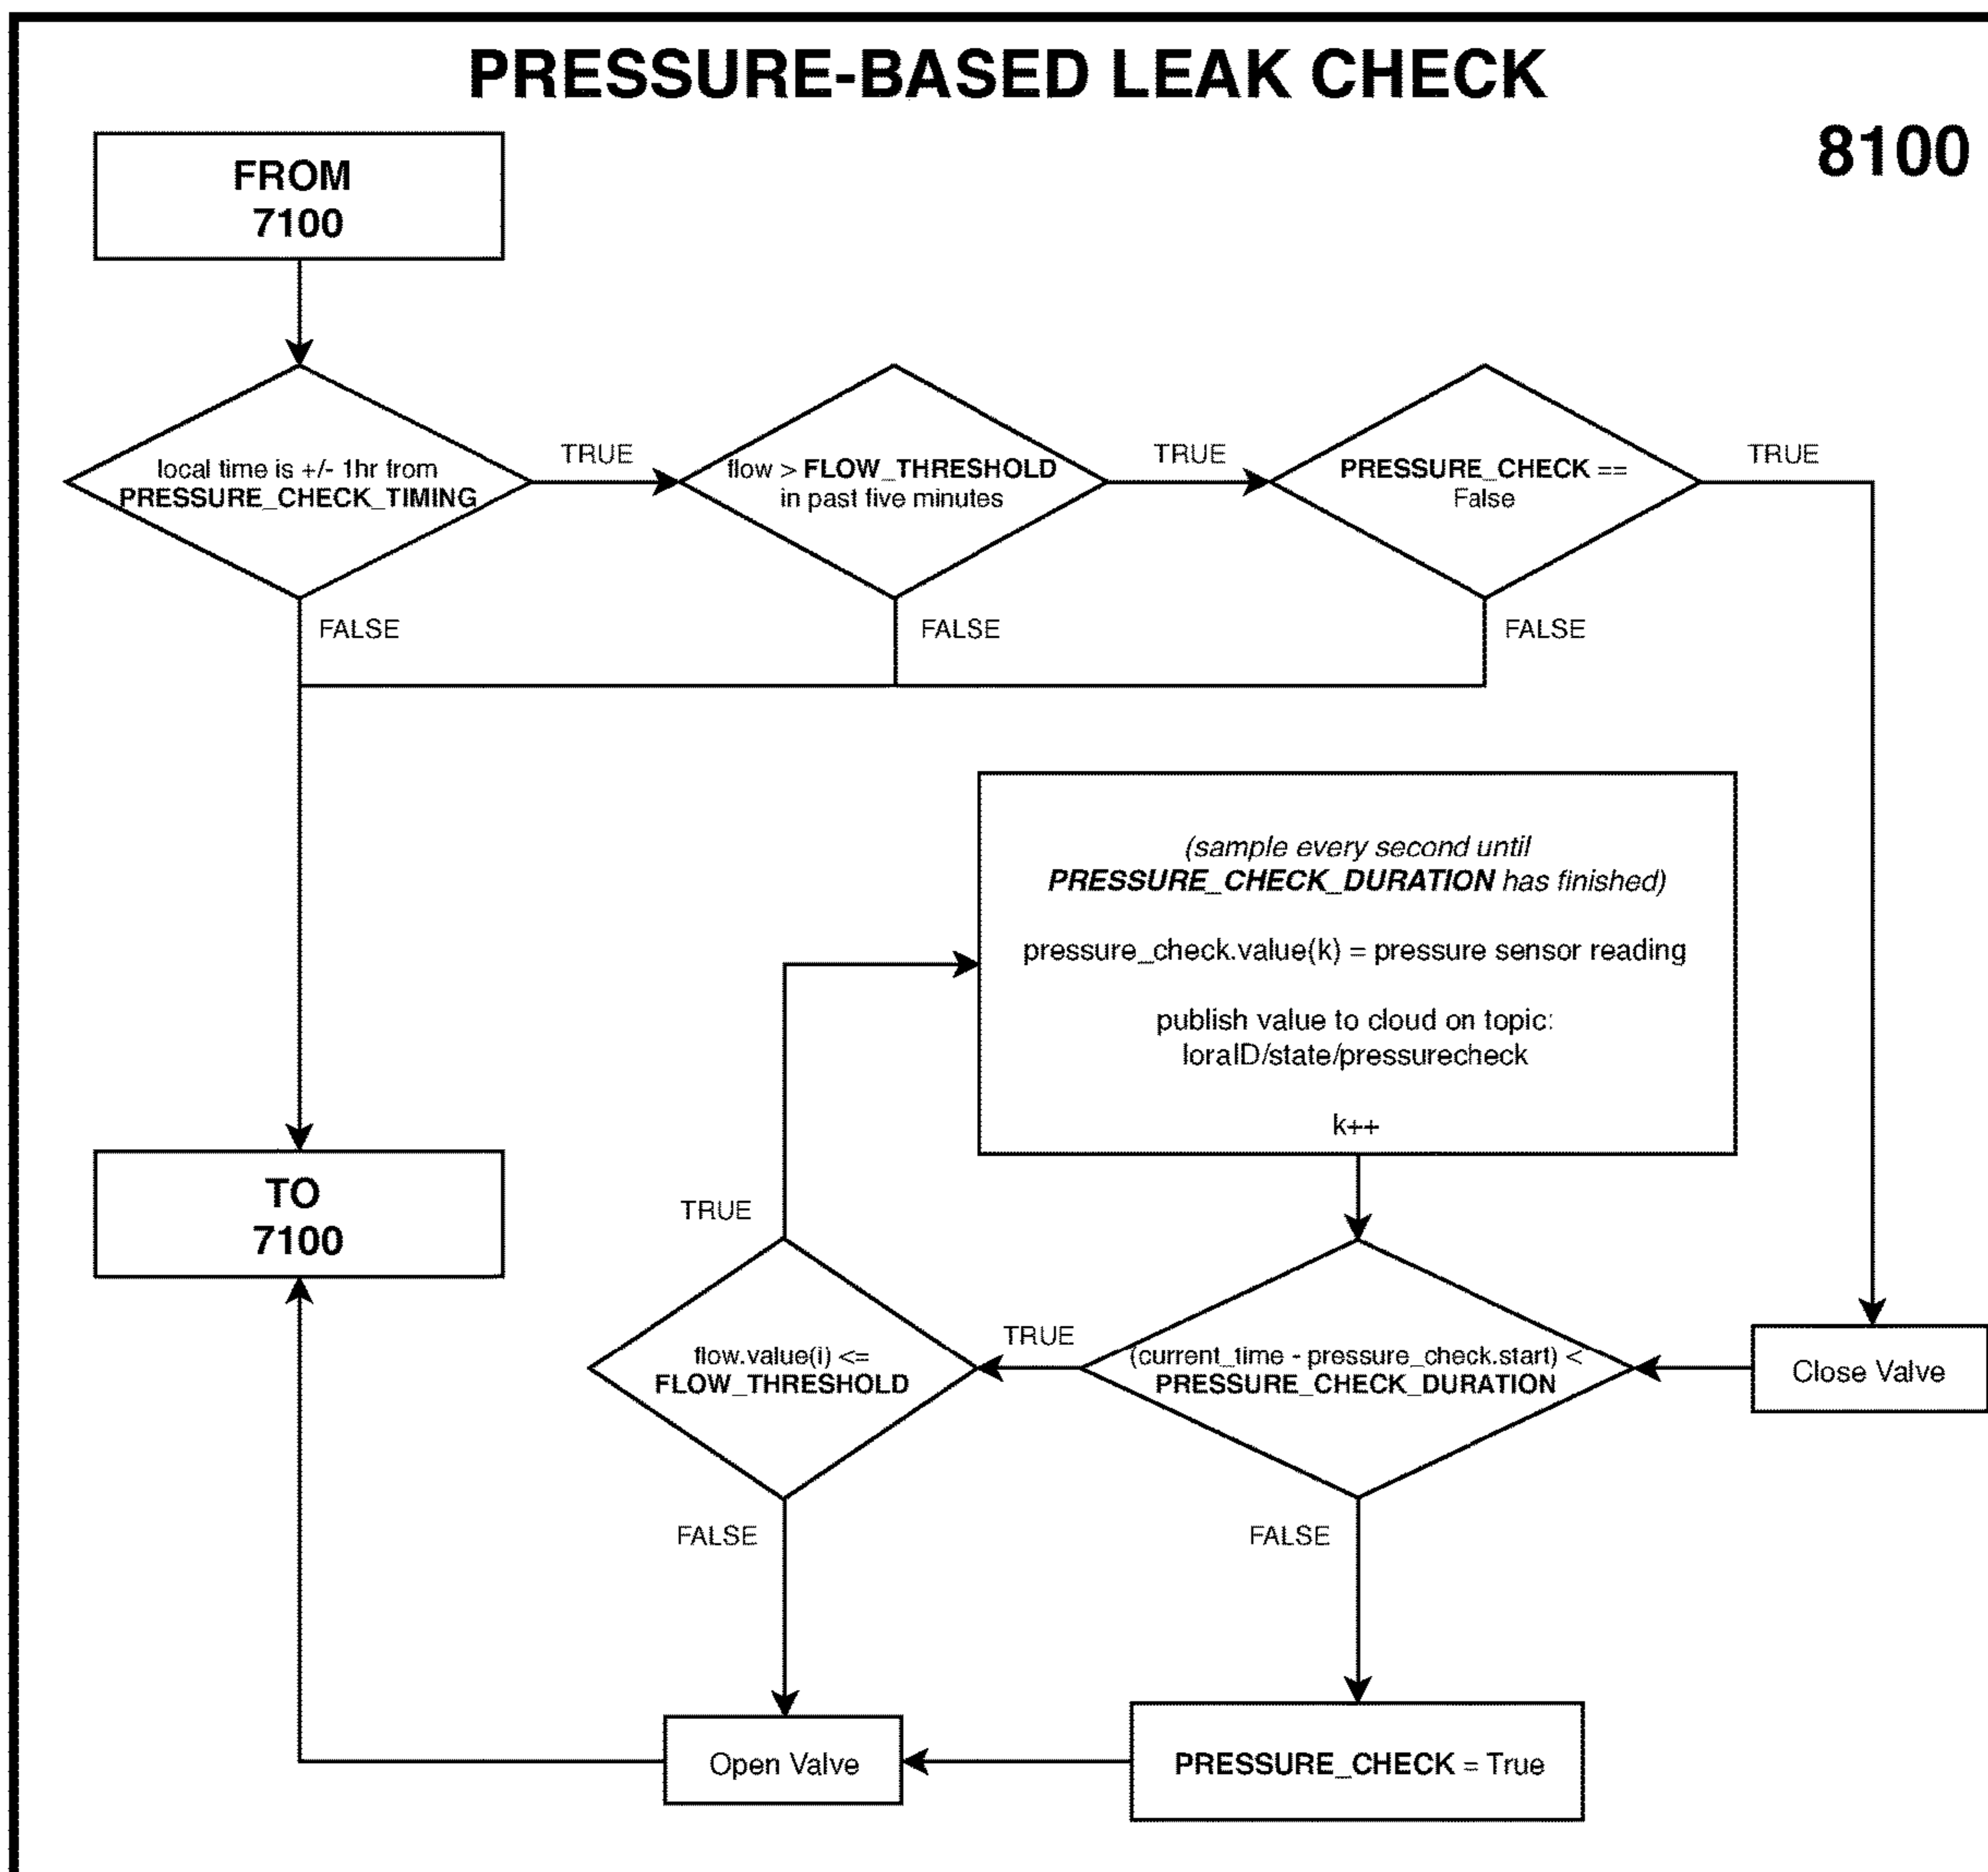 PRESSURE-BASED LEAK CHECK
8100
FROM
7100
local time is +/- 1hr from
PRESSURE_CHECK_TIMING
TRUE
flow > FLOW_THRESHOLD
in past five minutes
TRUE
PRESSURE_CHECK ==
False
TRUE
FALSE
FALSE
FALSE
(sample every second until
PRESSURE_CHECK_DURATION has finished)
pressure_check.value(k) = pressure sensor reading
publish value to cloud on topic:
loraID/state/pressurecheck
k++
TO
7100
TRUE
flow.value(i) <=
FLOW_THRESHOLD
TRUE
(current_time - pressure_check.start) <
PRESSURE_CHECK_DURATION
Close Valve
FALSE
FALSE
Open Valve
PRESSURE_CHECK = True